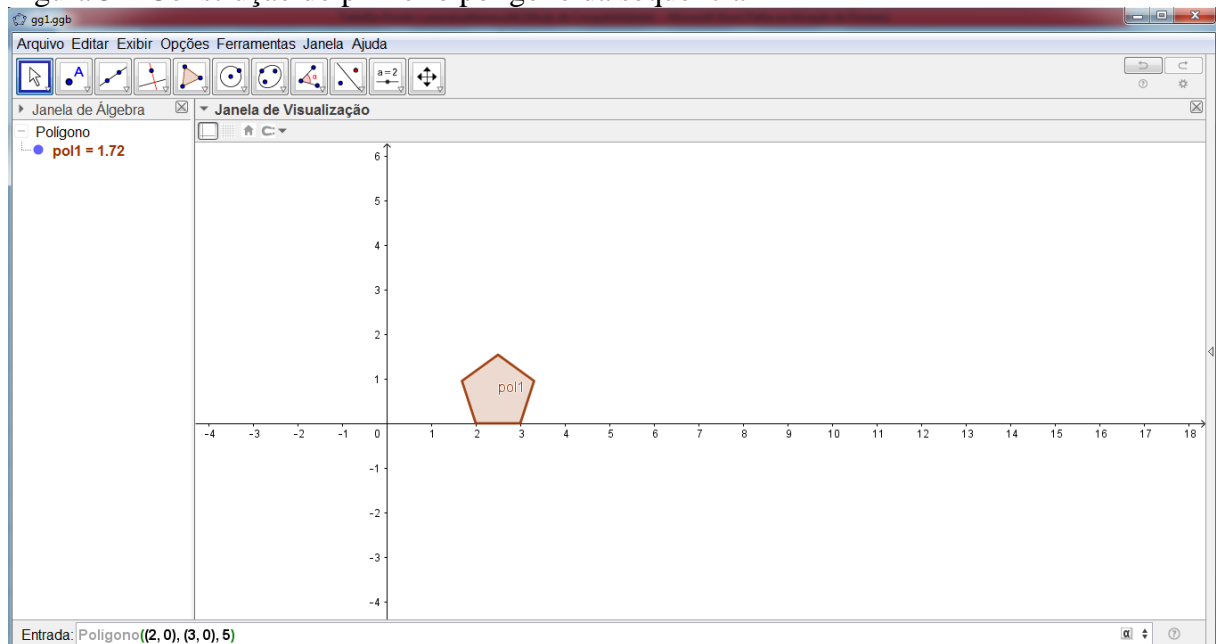 gg1.ggb
Arquivo Editar Exibir Opções Ferramentas Janela Ajuda
A
α
a=2
Janela de Álgebra
Janela de Visualização
Polígono
pol1 = 1.72
6
5
4
3
2
1
pol1
-4 -3 -2 -1 0 1 2 3 4 5 6 7 8 9 10 11 12 13 14 15 16 17 18
-1
-2
-3
-4
Entrada: Polígono((2, 0), (3, 0), 5)
α